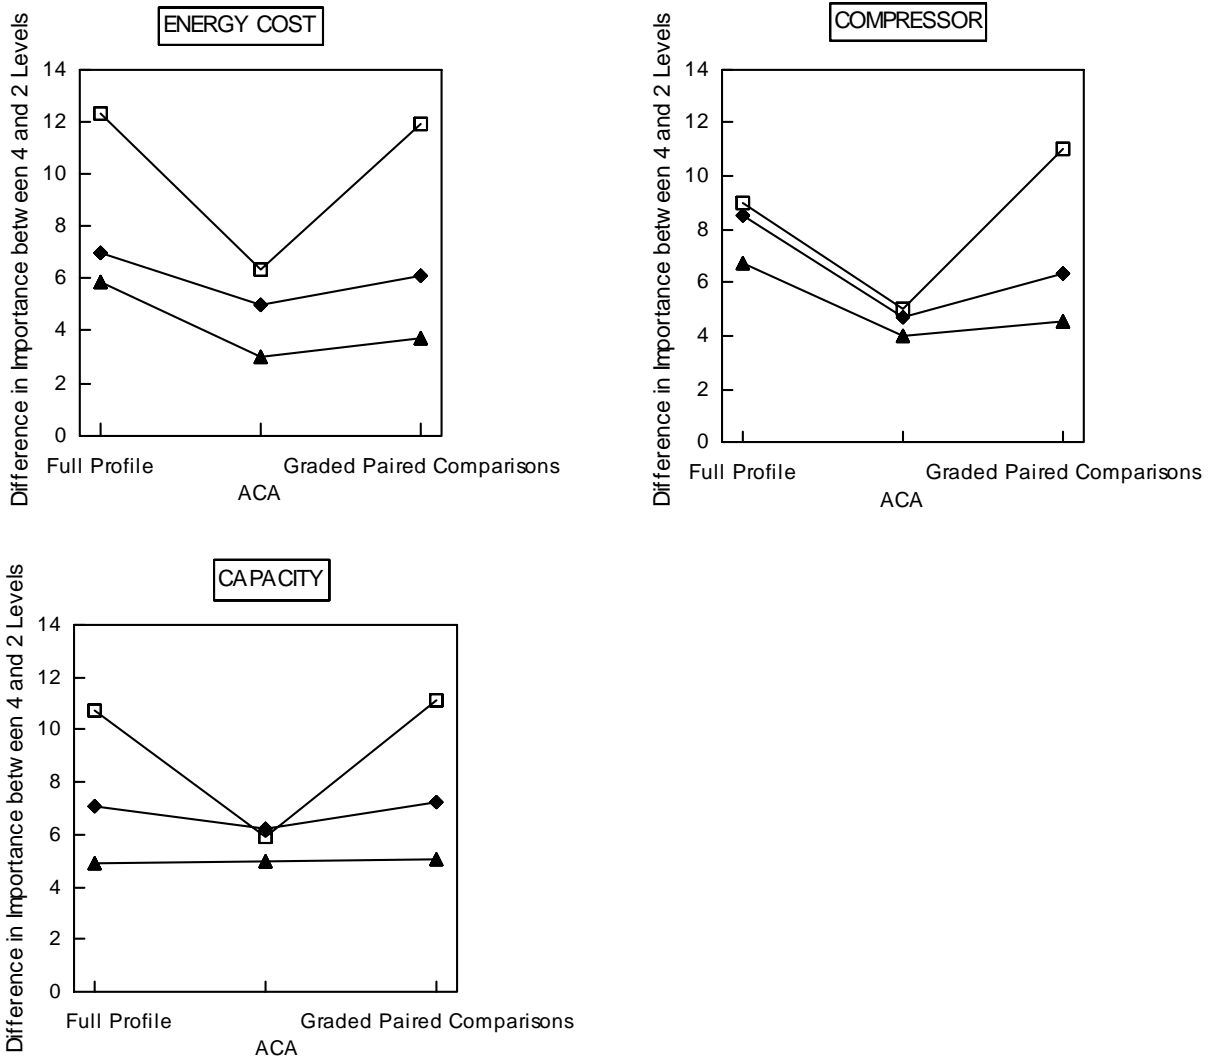 ENERGY COST
Difference in Importance between 4 and 2 Levels
14
12
10
8
6
4
2
0
Full Profile
ACA
Graded Paired Comparisons
COMPRESSOR
Difference in Importance between 4 and 2 Levels
14
12
10
8
6
4
2
0
Full Profile
ACA
Graded Paired Comparisons
CAPACITY
Difference in Importance between 4 and 2 Levels
14
12
10
8
6
4
2
0
Full Profile
ACA
Graded Paired Comparisons